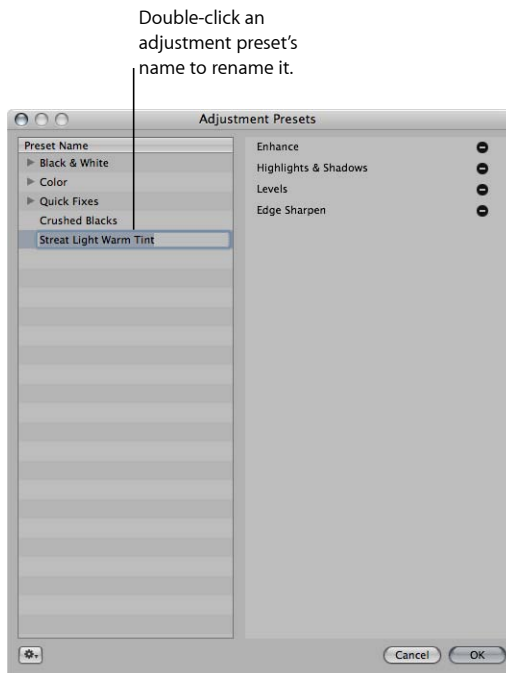 Double-click an
adjustment preset's
name to rename it.
Adjustment Presets
Preset Name
Black & White
Color
Quick Fixes
Crushed Blacks
Streat Light Warm Tint
Enhance
Highlights & Shadows
Levels
Edge Sharpen
Cancel
OK